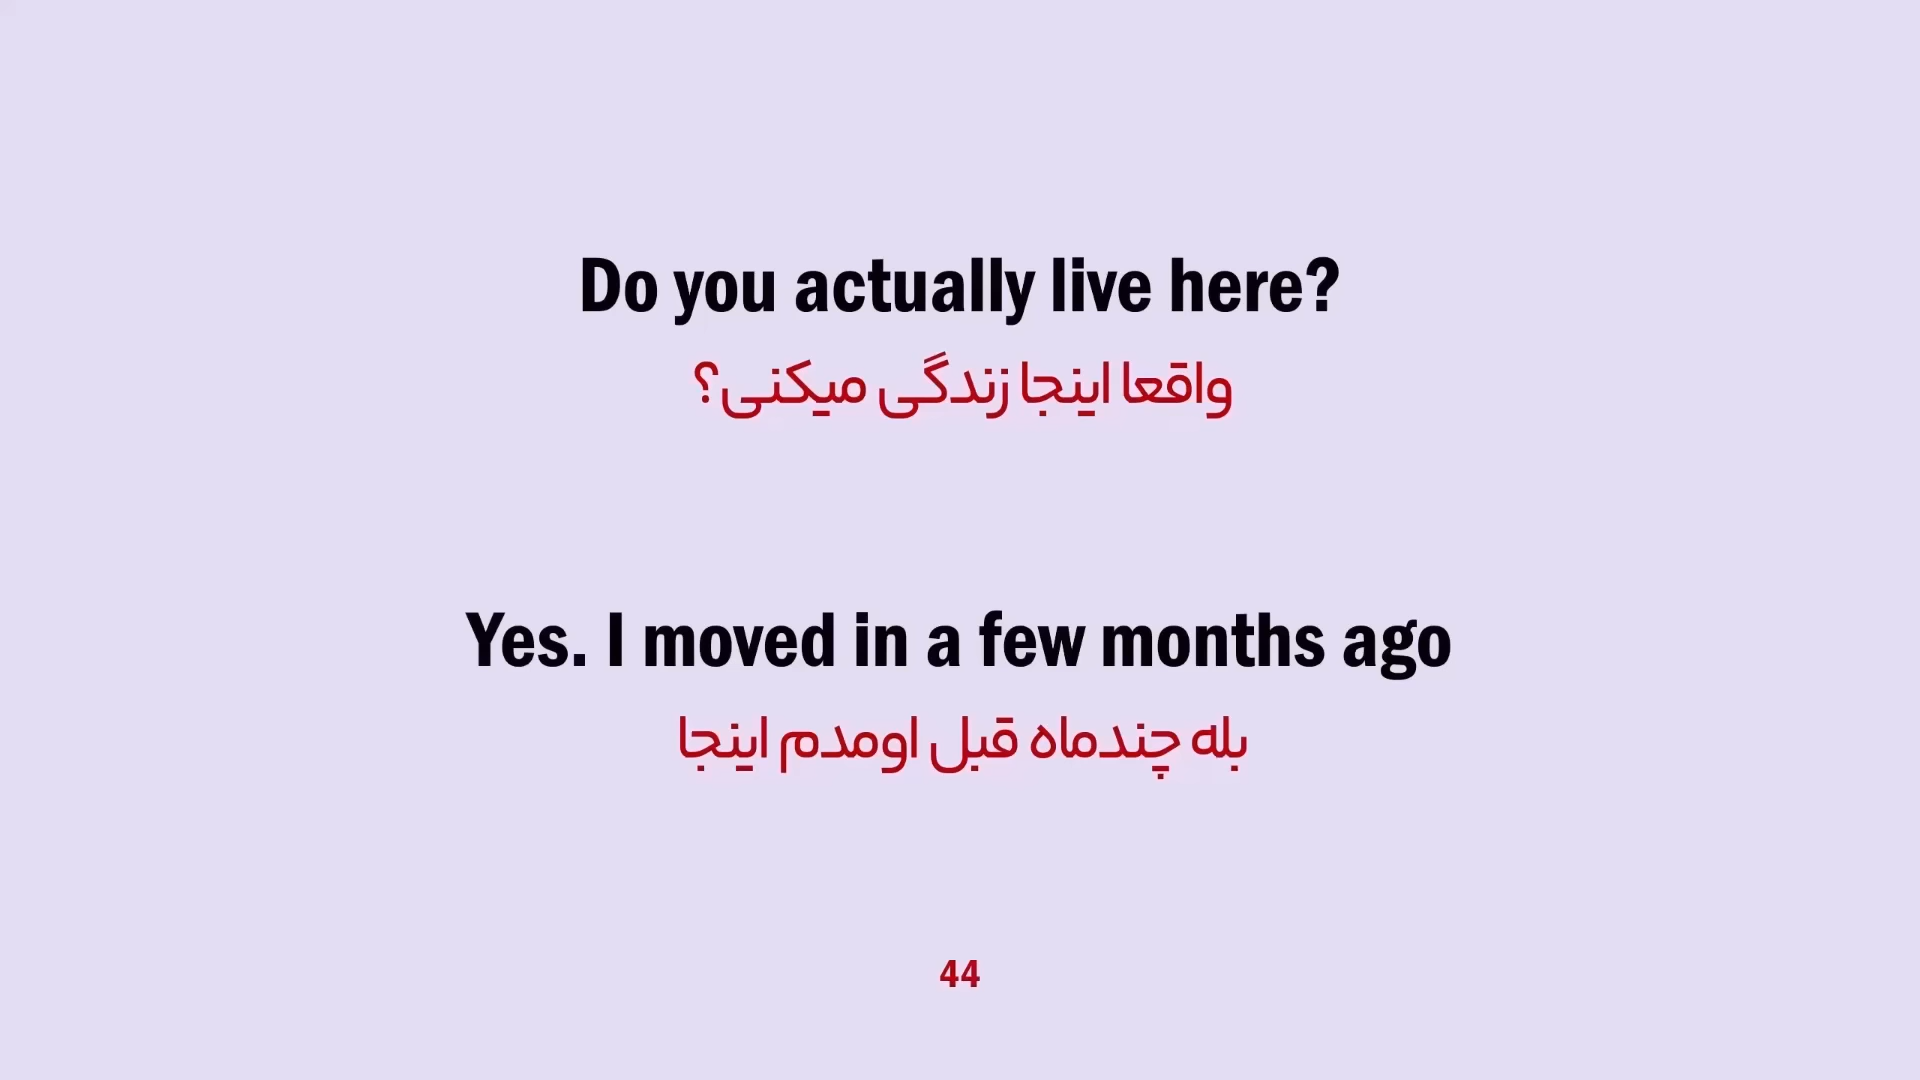 Do you actually live here?
واقعا اینجا زندگی میکنی؟
Yes. I moved in a few months ago
بله چندماه قبل اومدم اینجا
44